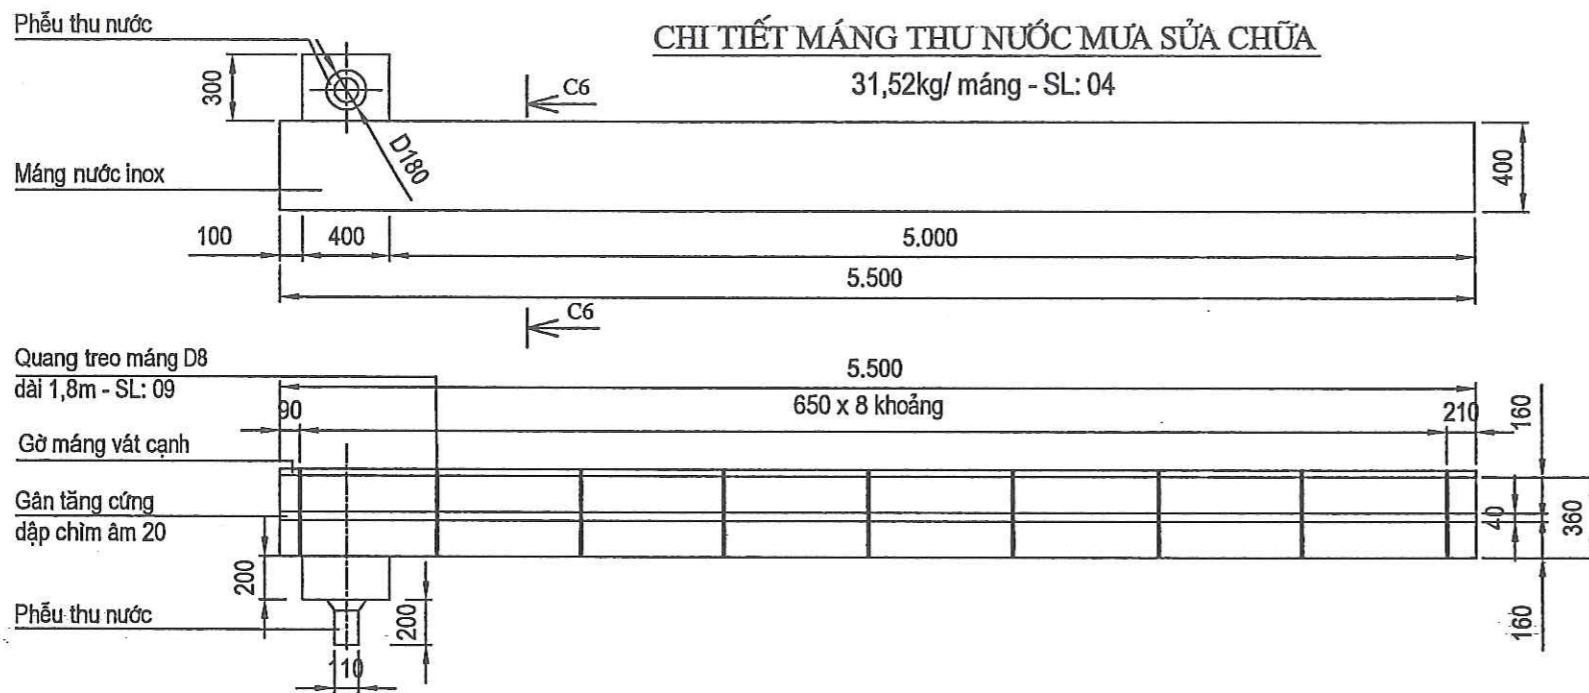 Phễu thu nước
CHI TIẾT MÁNG THU NƯỚC MƯA SỬA CHỮA
31,52kg/ máng - SL: 04
300
C6
D180
Máng nước inox
400
100
400
5.000
5.500
C6
Quang treo máng D8
dài 1,8m - SL: 09
5.500
90
650 x 8 khoảng
210
160
Gờ máng vát cạnh
Gân tăng cứng
dập chìm âm 20
40
360
200
Phễu thu nước
200
160
110